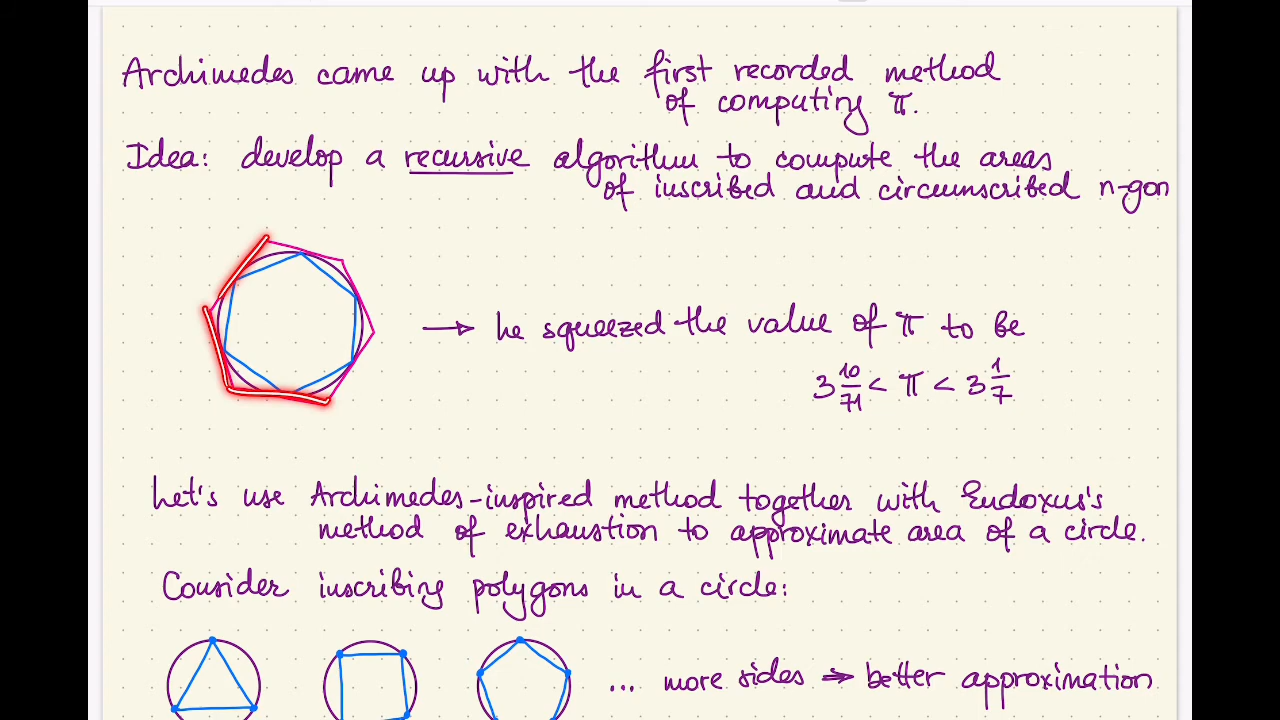 Archimedes came up with the first recorded method
of computing π.
Idea: develop a recursive algorithm to compute the areas
of inscribed and circumscribed n-gon
→ he squeezed the value of π to be
3 10/71 < π < 3 1/7
Let's use Archimedes-inspired method together with Eudoxus's
method of exhaustion to approximate area of a circle.
Consider inscribing polygons in a circle:
... more sides ⇒ better approximation